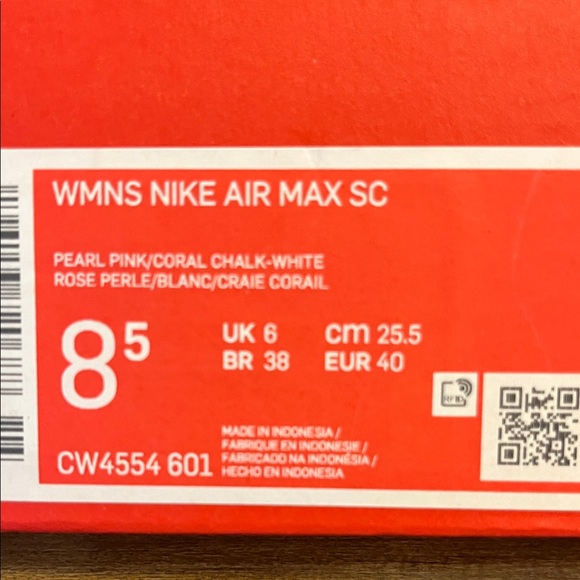 WMNS NIKE AIR MAX SC
PEARL PINK/CORAL CHALK-WHITE
ROSE PERLE/BLANC/CRAIE CORAIL
8⁵
UK 6 cm 25.5
BR 38 EUR 40
RFID
MADE IN INDONESIA /
FABRIQUE EN INDONESIE /
FABRICADO NA INDONÉSIA /
HECHO EN INDONESIA
CW4554 601